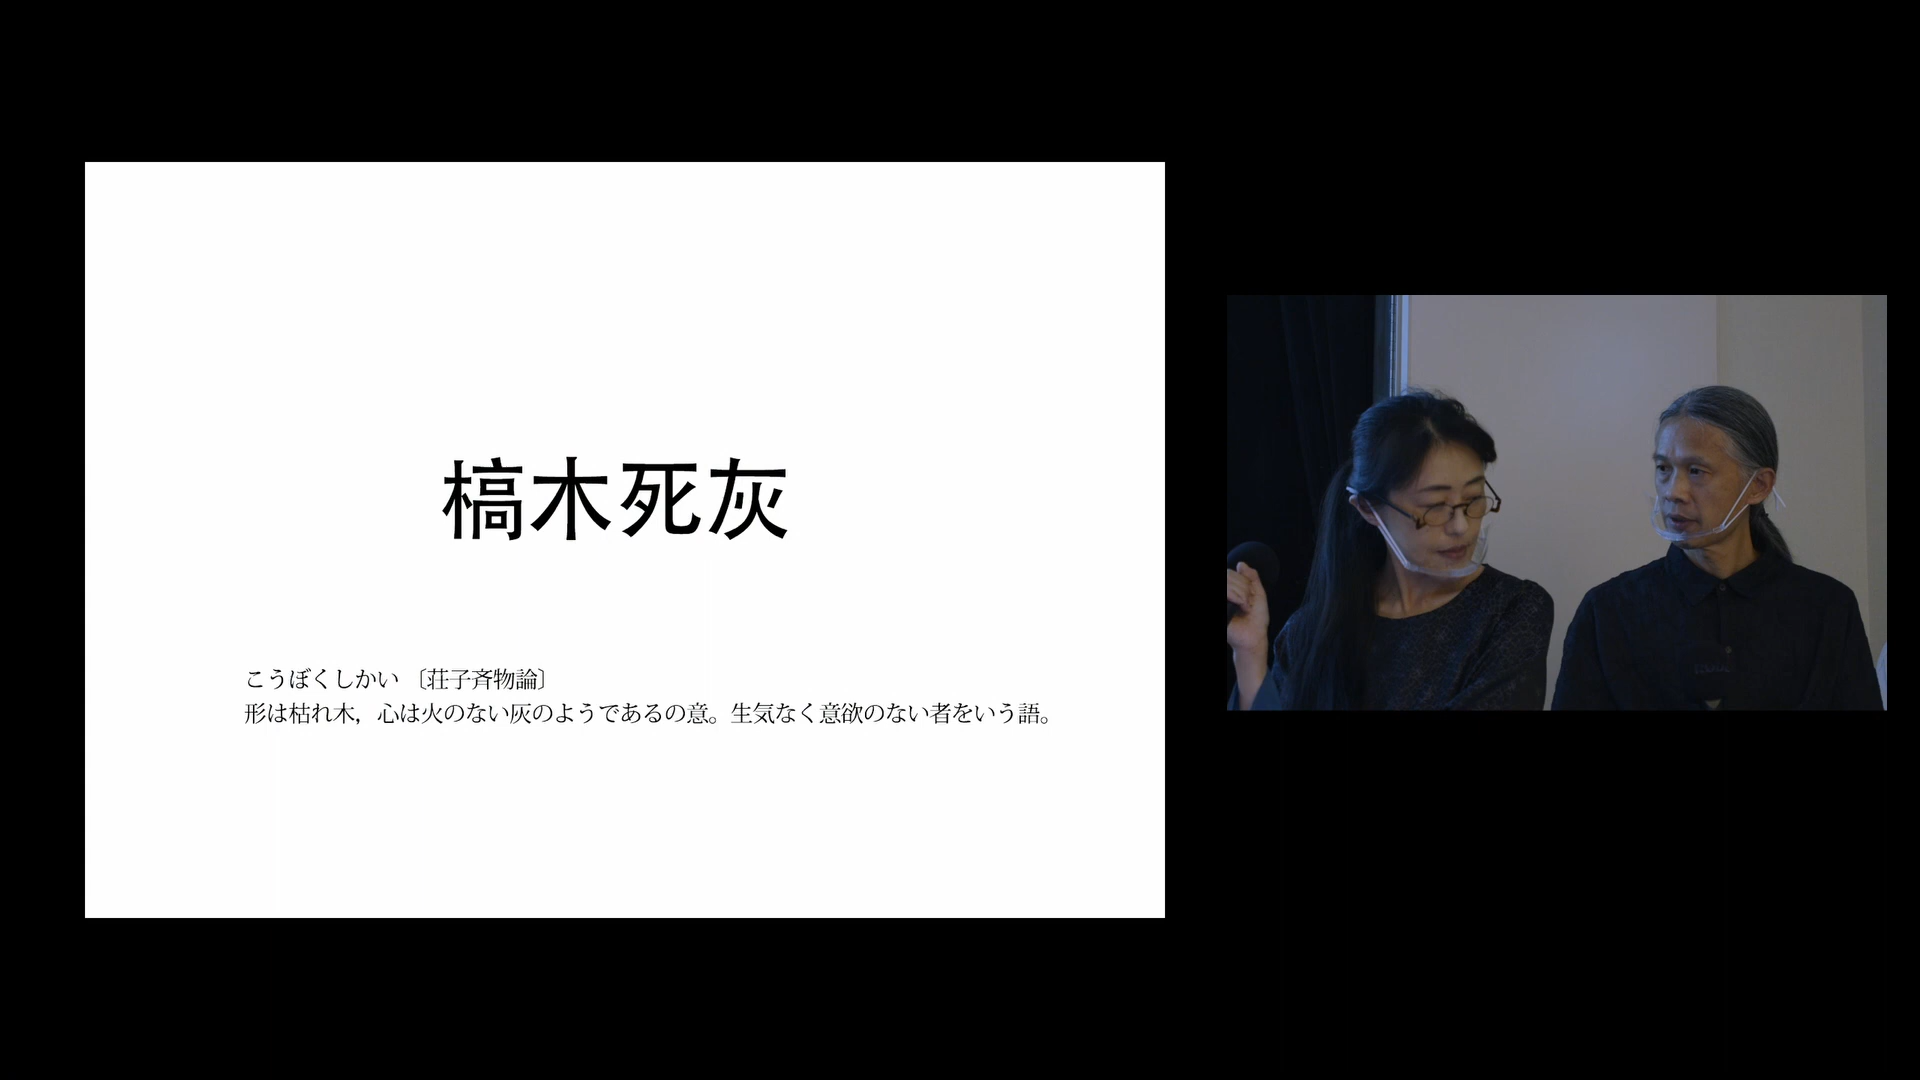 槁木死灰
こうぼくしかい 〔荘子斉物論〕
形は枯れ木，心は火のない灰のようであるの意。生気なく意欲のない者をいう語。